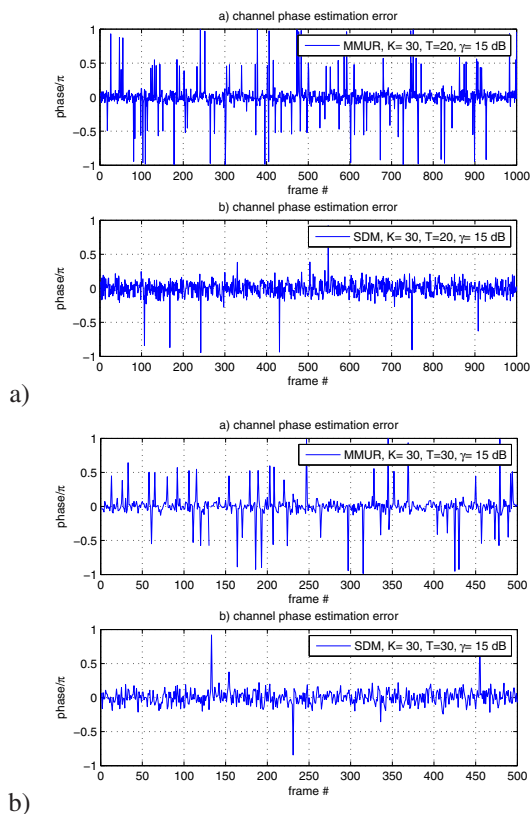 a) channel phase estimation error
MMUR, K= 30, T=20, γ= 15 dB
phase/π
1
0.5
0
−0.5
−1
0 100 200 300 400 500 600 700 800 900 1000
frame #
b) channel phase estimation error
SDM, K= 30, T=20, γ= 15 dB
phase/π
1
0.5
0
−0.5
−1
0 100 200 300 400 500 600 700 800 900 1000
frame #
a)
a) channel phase estimation error
MMUR, K= 30, T=30, γ= 15 dB
phase/π
1
0.5
0
−0.5
−1
0 50 100 150 200 250 300 350 400 450 500
frame #
b) channel phase estimation error
SDM, K= 30, T=30, γ= 15 dB
phase/π
1
0.5
0
−0.5
−1
0 50 100 150 200 250 300 350 400 450 500
frame #
b)